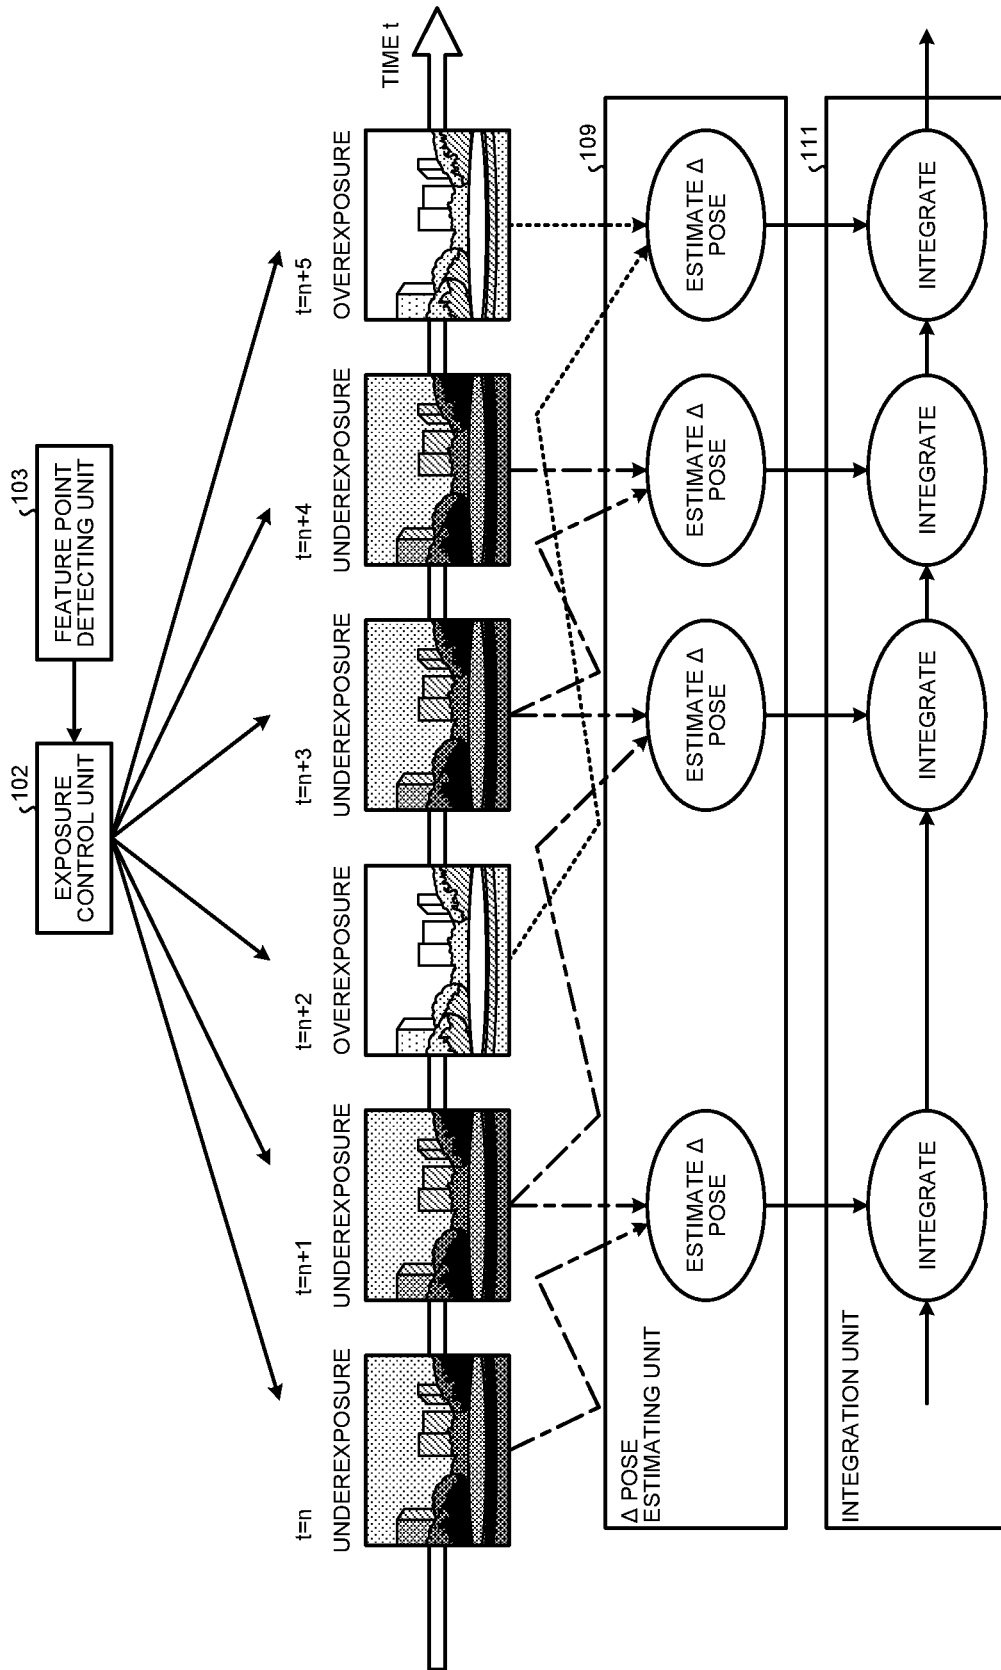 103
FEATURE POINT
DETECTING UNIT
102
EXPOSURE
CONTROL UNIT
t=n
UNDEREXPOSURE
t=n+1
UNDEREXPOSURE
t=n+2
OVEREXPOSURE
t=n+3
UNDEREXPOSURE
t=n+4
UNDEREXPOSURE
t=n+5
OVEREXPOSURE
TIME t
109
Δ POSE
ESTIMATING UNIT
ESTIMATE Δ
POSE
ESTIMATE Δ
POSE
ESTIMATE Δ
POSE
ESTIMATE Δ
POSE
111
INTEGRATION UNIT
INTEGRATE
INTEGRATE
INTEGRATE
INTEGRATE